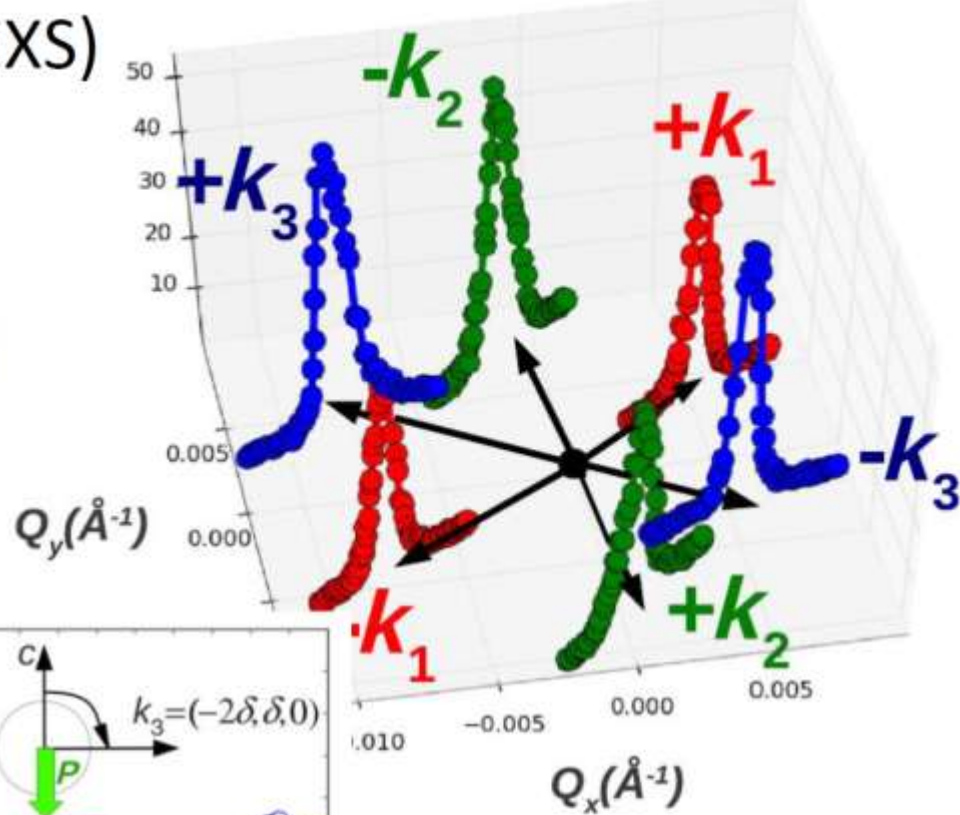 XS)
-k2
+k1
+k3
50
40
30
20
10
0.005
0.000
Qy(Å-1)
-k3
+k2
-k1
-0.005
0.000
0.005
.010
Qx(Å-1)
c
k3=(−2δ,δ,0)
P